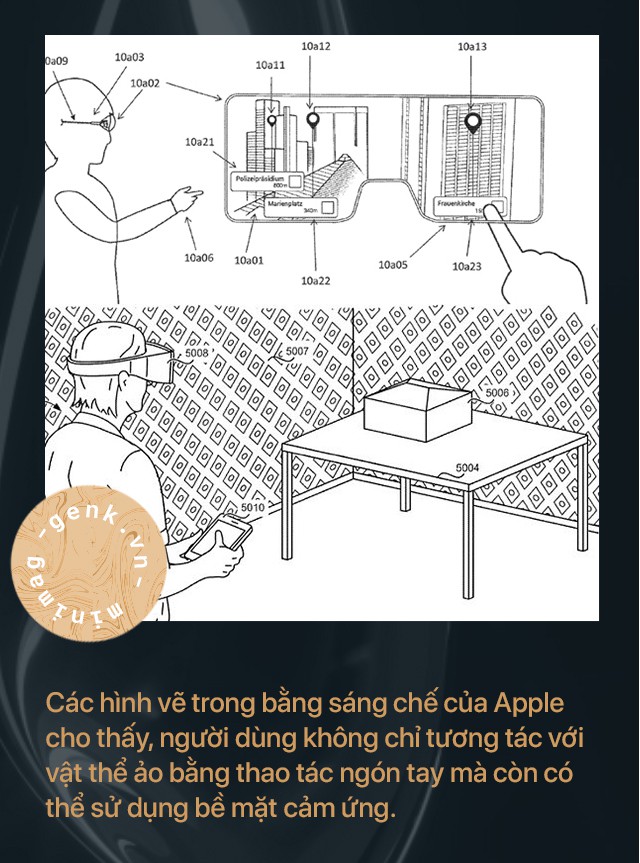 10a09
10a03
10a02
10a11
10a12
10a13
10a21
Polizeipräsidium
800m
Marienplatz
340m
Frauenkirche
10a06
10a01
10a22
10a05
10a23
5008
5007
5006
5004
5010
-genk.vn-
minimag
Các hình vẽ trong bằng sáng chế của Apple
cho thấy, người dùng không chỉ tương tác với
vật thể ảo bằng thao tác ngón tay mà còn có
thể sử dụng bề mặt cảm ứng.